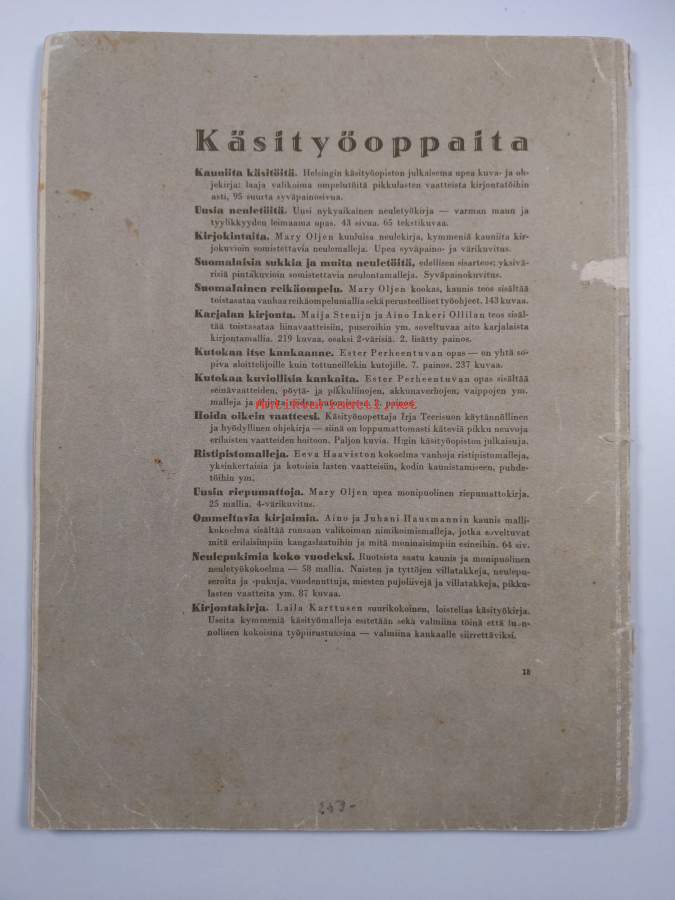 Käsityöoppaita
Kauniita käsitöitä. Helsingin käsityöopiston julkaisema upea kuva- ja oh-
jekirja: laaja valikoima ompelutöitä pikkulasten vaatteista kirjontatöihin
asti, 95 suurta syväpainosivua.
Uusia neuletöitä. Uusi nykyaikainen neuletyökirja — varman maun ja
tyylikkyyden leimaama opas. 43 sivua. 65 tekstikuvaa.
Kirjokintaita, Mary Oljen kuuluisa neulekirja, kymmeniä kauniita kir-
jokuvioin somistettavia neulomalleja. Upea syväpaino- ja värikuvitus.
Suomalaisia sukkia ja muita neuletöitä, edellisen sisarteos: yksivä-
risiä pintakuvioin somistettavia neulontamalleja. Syväpainokuvitus.
Suomalainen reikäompelu. Mary Oljen kookas, kaunis teos sisältää
toistasataa vanhaa reikäompelumallia sekä perusteelliset työohjeet. 143 kuvaa.
Karjalan kirjonta. Maija Stenijn ja Aino Inkeri Ollilan teos sisäl-
tää toistasataa liinavaatteisiin, puseroihin ym. soveltuvaa aito karjalaista
kirjontamallia. 219 kuvaa, osaksi 2-värisiä. 2. lisätty painos.
Kutokaa itse kankaanne. Ester Perheentuvan opas — on yhtä so-
piva aloittelijoille kuin tottuneillekin kutojille. 7. painos. 237 kuvaa.
Kutokaa kuviollisia kankaita. Ester Perheentuvan opas sisältää
seinävaatteiden, pöytä- ja pikkuliinojen, akkunaverhojen, vaippojen ym.
malleja ja ohjeita niiden kutomiseen. 2. painos.
Antikvariaatti.net
Hoida oikein vaatteesi. Käsityönopettaja Irja Teerisuon käytännöllinen
ja hyödyllinen ohjekirja — siinä on loppumattomasti käteviä pikku neuvoja
erilaisten vaatteiden hoitoon. Paljon kuvia. H:gin käsityöopiston julkaisuja.
Ristipistomalleja. Eeva Haaviston kokoelma vanhoja ristipistomalleja,
yksinkertaisia ja kotoisia lasten vaatteisiin, kodin kaunistamiseen, puhde-
töihin ym.
Uusia riepumattoja. Mary Oljen upea monipuolinen riepumattokirja.
25 mallia. 4-värikuvitus.
Ommeltavia kirjaimia. Aino ja Juhani Hausmannin kaunis malli-
kokoelma sisältää runsaan valikoiman nimikoimismalleja, jotka soveltuvat
mitä erilaisimpiin kangaslaatuihin ja mitä moninaisimpiin esineihin. 64 siv.
Neulepukimia koko vuodeksi. Ruotsista saatu kaunis ja monipuolinen
neuletyökokoelma — 58 mallia. Naisten ja tyttöjen villatakkeja, neulepu-
seroita ja -pukuja, vuodenuttuja, miesten pujoliivejä ja villatakkeja, pikku-
lasten vaatteita ym. 87 kuvaa.
Kirjontakirja. Laila Karttusen suurikokoinen, loistelias käsityökirja.
Useita kymmeniä käsityömalleja esitetään sekä valmiina töinä että luon-
nollisen kokoisina työpiirustuksina — valmiina kankaalle siirrettäviksi.
18